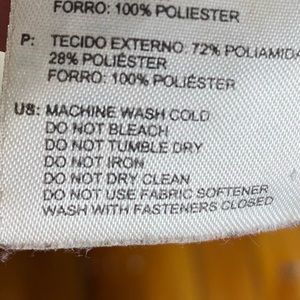 FORRO: 100% POLIESTER
P: TECIDO EXTERNO: 72% POLIAMIDA
28% POLIÉSTER
FORRO: 100% POLIÉSTER
US: MACHINE WASH COLD
DO NOT BLEACH
DO NOT TUMBLE DRY
DO NOT IRON
DO NOT DRY CLEAN
DO NOT USE FABRIC SOFTENER
WASH WITH FASTENERS CLOSED